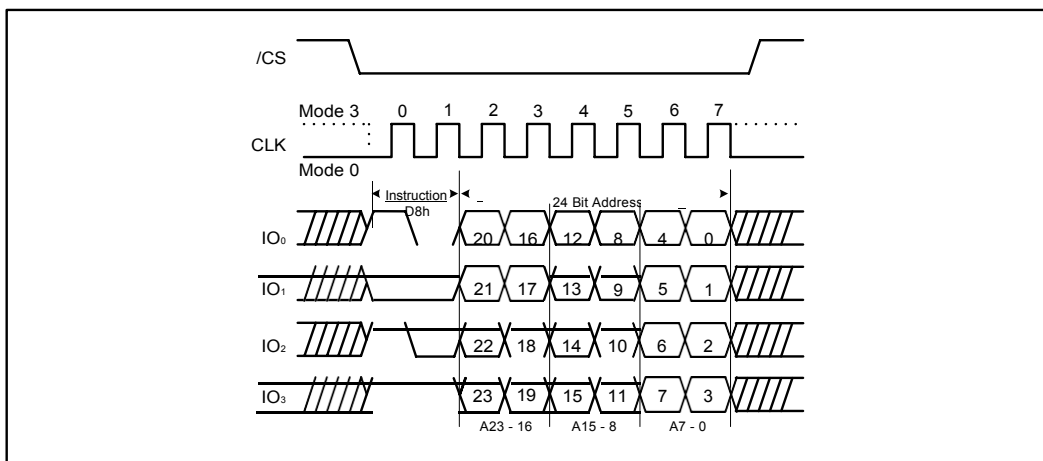 /CS
Mode 3 0 1 2 3 4 5 6 7
CLK
Mode 0
Instruction 24 Bit Address
D8h
IO0 20 16 12 8 4 0
IO1 21 17 13 9 5 1
IO2 22 18 14 10 6 2
IO3 23 19 15 11 7 3
A23 - 16 A15 - 8 A7 - 0